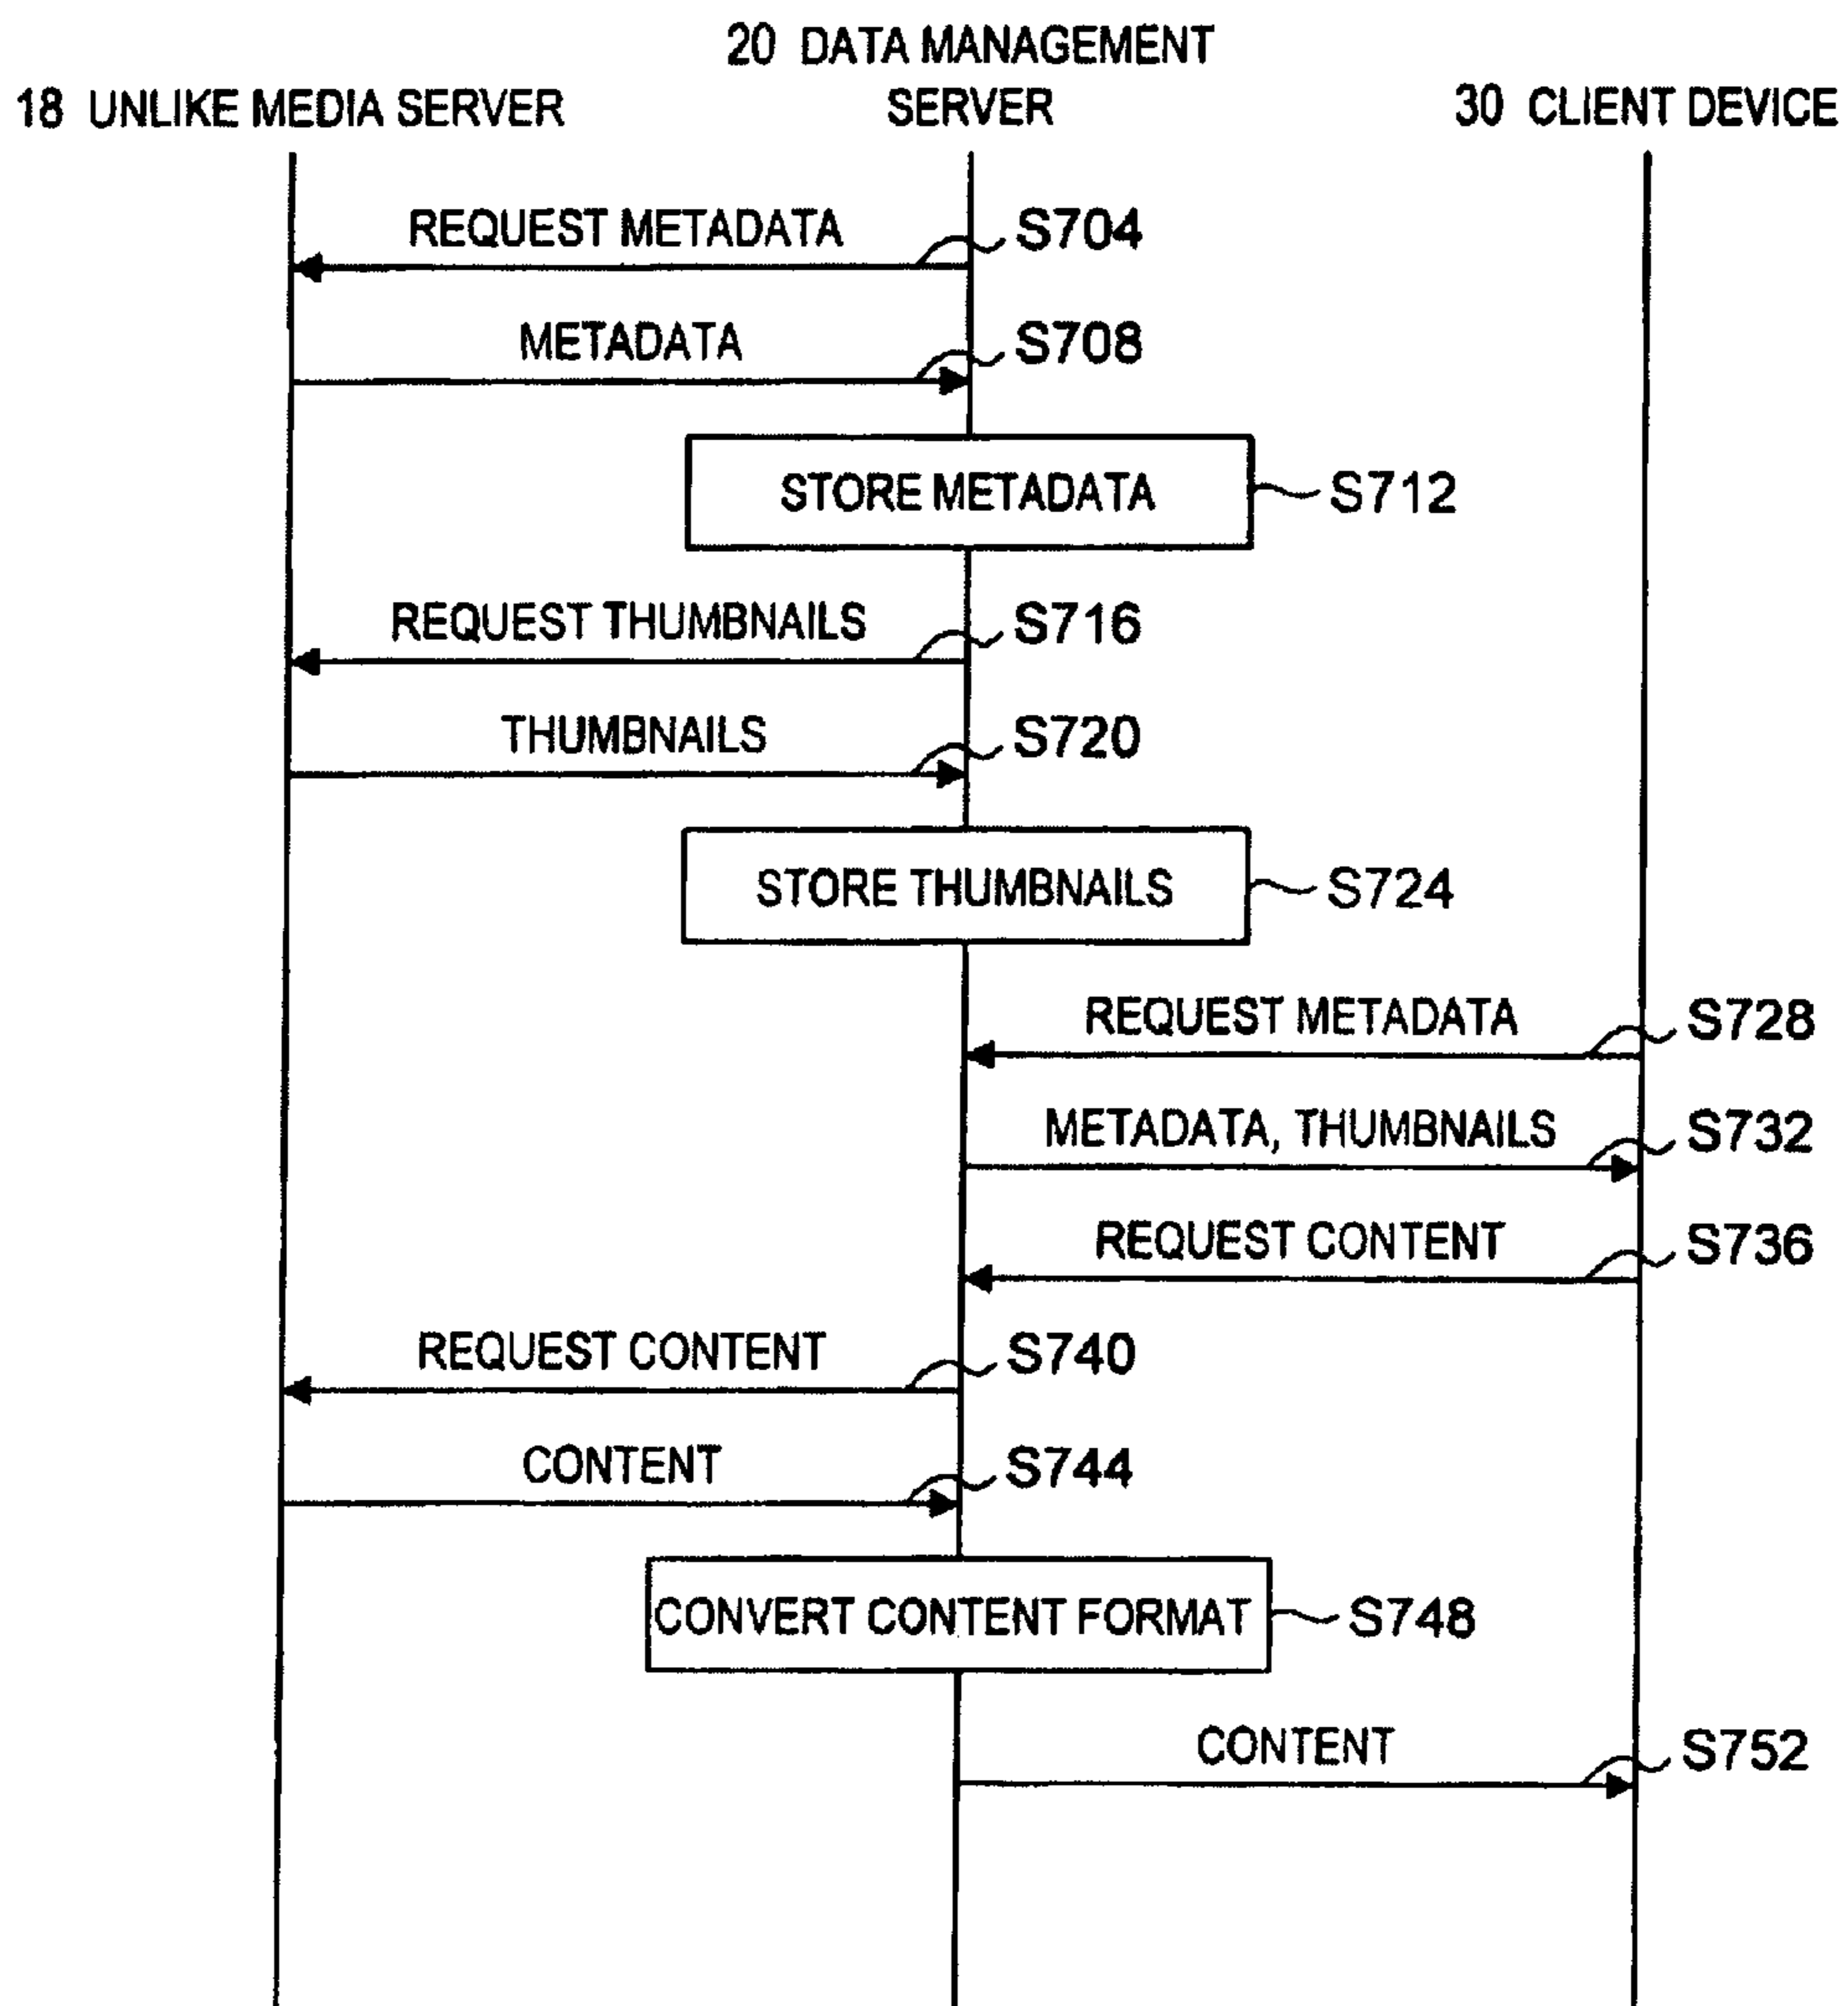 20 DATA MANAGEMENT
SERVER
18 UNLIKE MEDIA SERVER
30 CLIENT DEVICE
REQUEST METADATA
S704
METADATA
S708
STORE METADATA
S712
REQUEST THUMBNAILS
S716
THUMBNAILS
S720
STORE THUMBNAILS
S724
REQUEST METADATA
S728
METADATA, THUMBNAILS
S732
REQUEST CONTENT
S736
REQUEST CONTENT
S740
CONTENT
S744
CONVERT CONTENT FORMAT
S748
CONTENT
S752